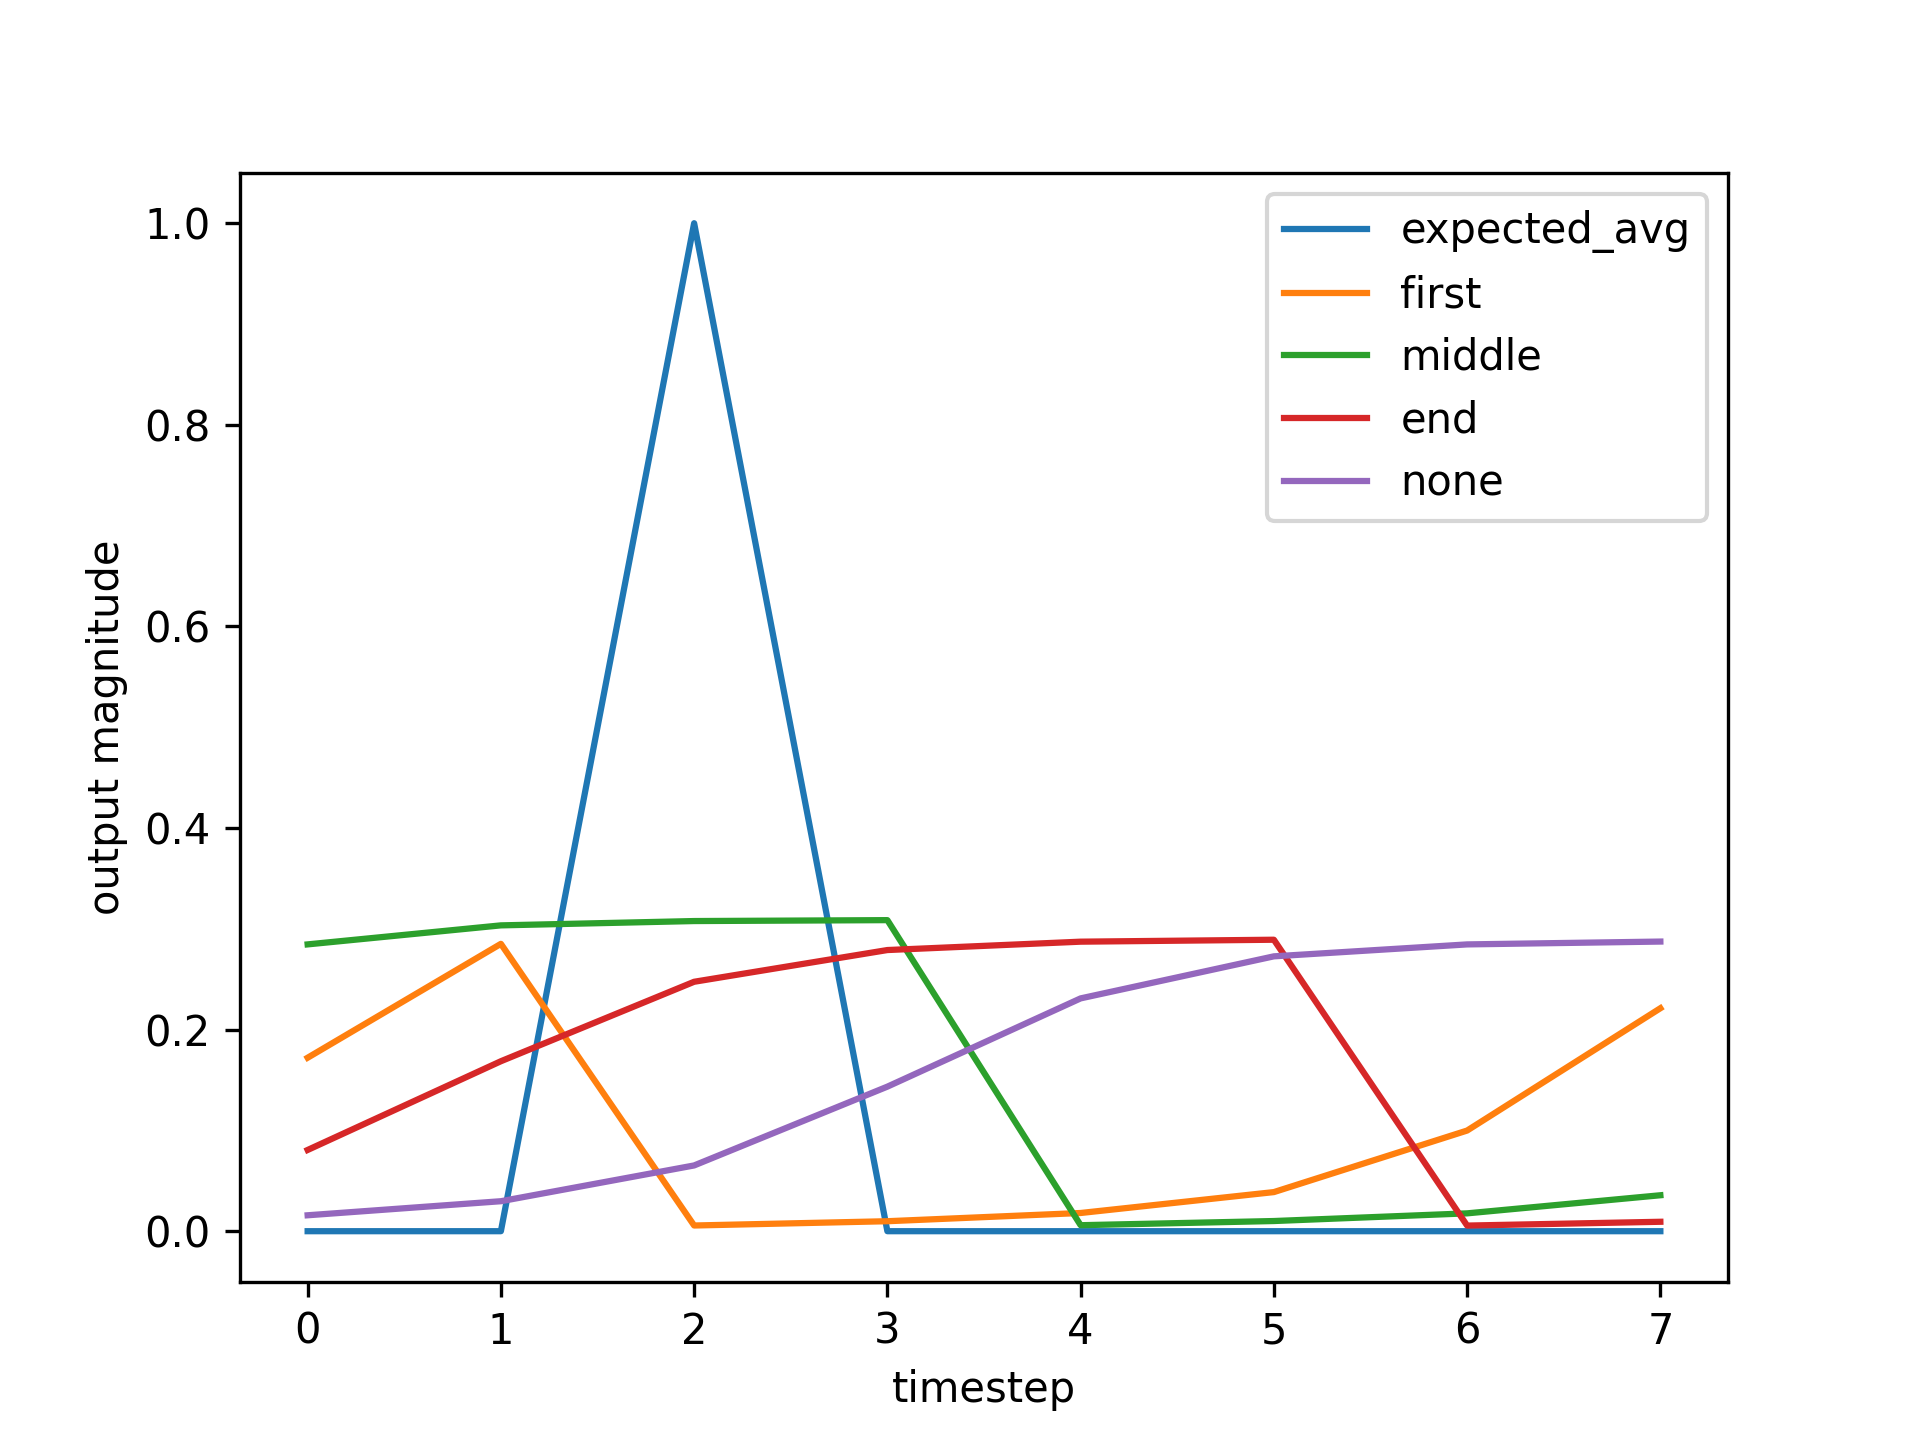 expected_avg
first
middle
end
none
1.0
0.8
0.6
0.4
0.2
0.0
output magnitude
0 1 2 3 4 5 6 7
timestep